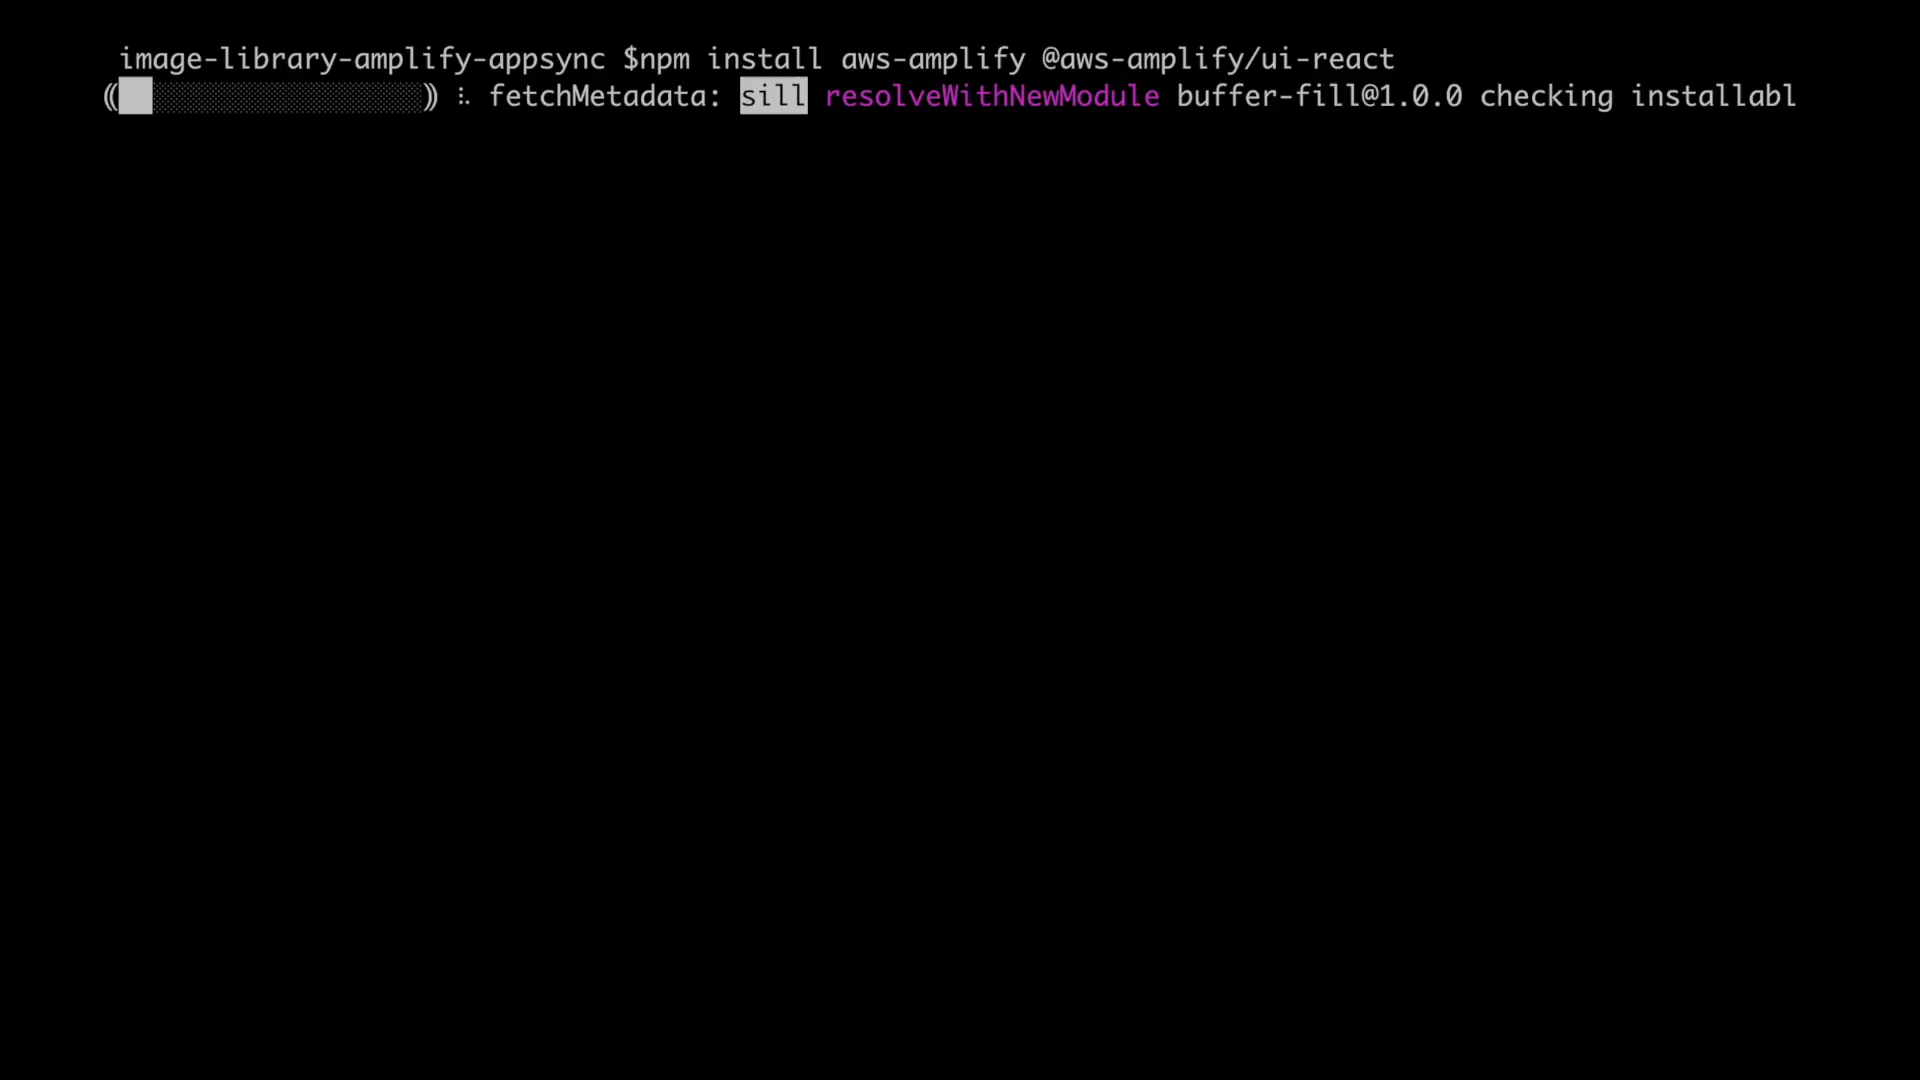 image-library-amplify-appsync $npm install aws-amplify @aws-amplify/ui-react
⸨██░░░░░░░░░░░░░░░░⸩ ⠧ fetchMetadata: sill resolveWithNewModule buffer-fill@1.0.0 checking installabl